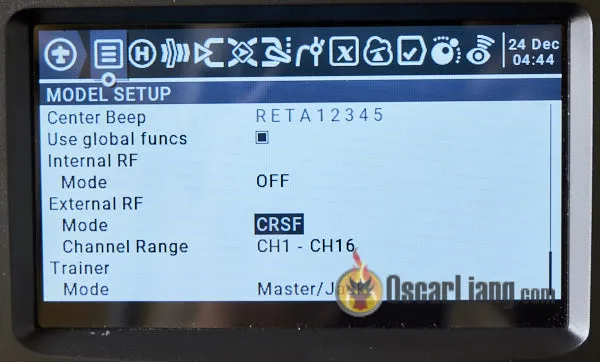 24 Dec
04:44
MODEL SETUP
Center Beep RETA12345
Use global funcs
Internal RF
Mode OFF
External RF
Mode CRSF
Channel Range CH1 - CH16
Trainer
Mode Master/
OscarLiang.com